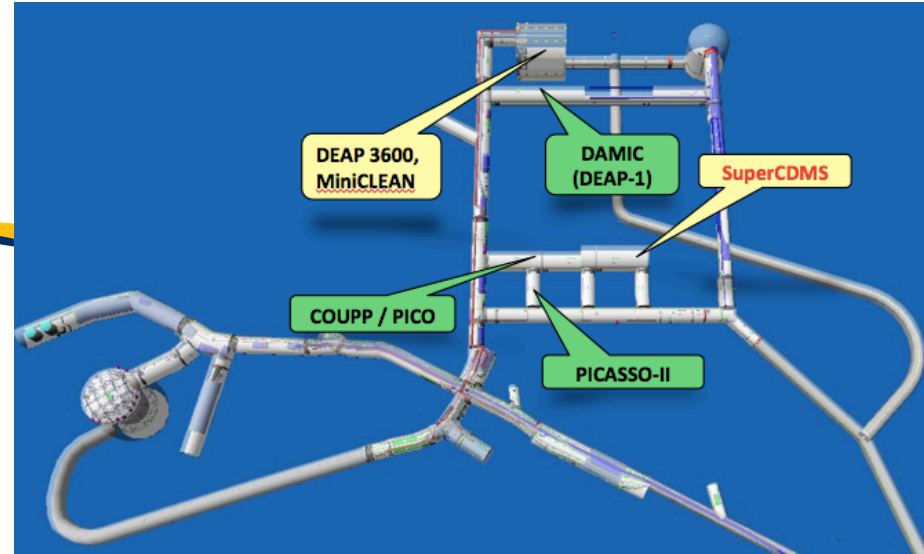 DEAP 3600,
MiniCLEAN
DAMIC
(DEAP-1)
SuperCDMS
COUPP / PICO
PICASSO-II